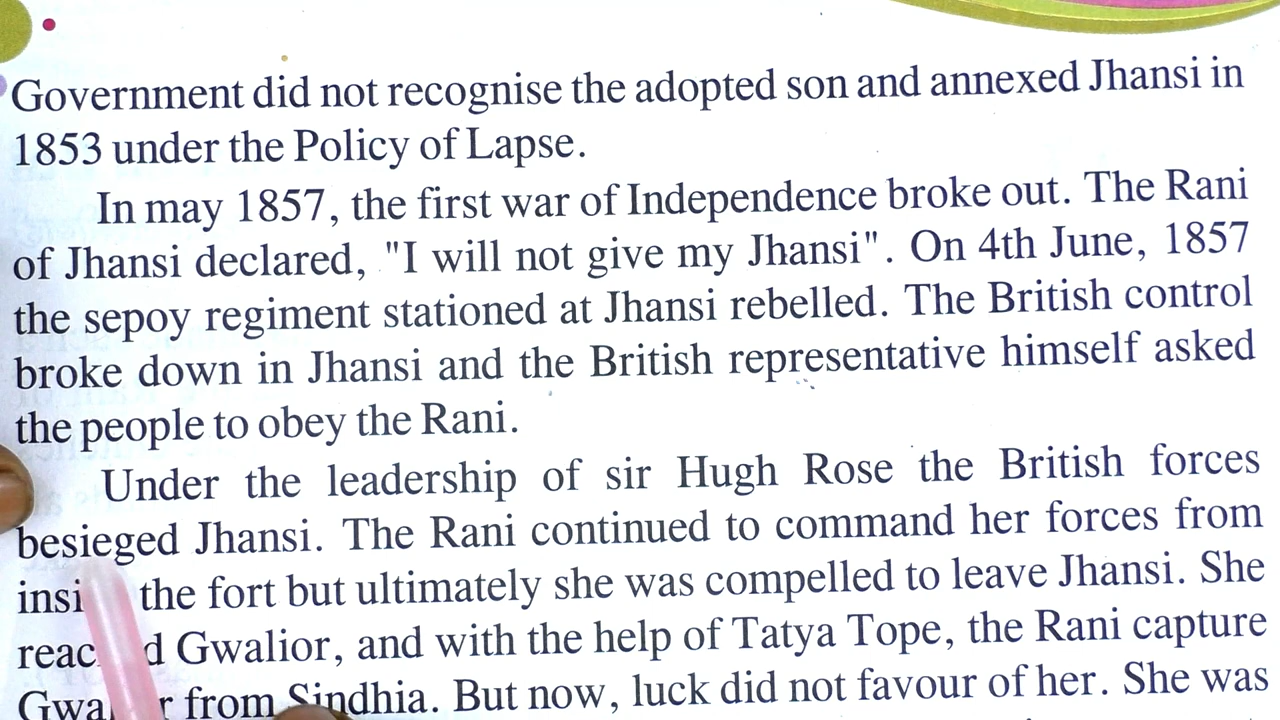 Government did not recognise the adopted son and annexed Jhansi in
1853 under the Policy of Lapse.
In may 1857, the first war of Independence broke out. The Rani
of Jhansi declared, "I will not give my Jhansi". On 4th June, 1857
the sepoy regiment stationed at Jhansi rebelled. The British control
broke down in Jhansi and the British representative himself asked
the people to obey the Rani.
Under the leadership of sir Hugh Rose the British forces
besieged Jhansi. The Rani continued to command her forces from
the fort but ultimately she was compelled to leave Jhansi. She
Gwalior, and with the help of Tatya Tope, the Rani capture
from Sindhia. But now, luck did not favour of her. She was